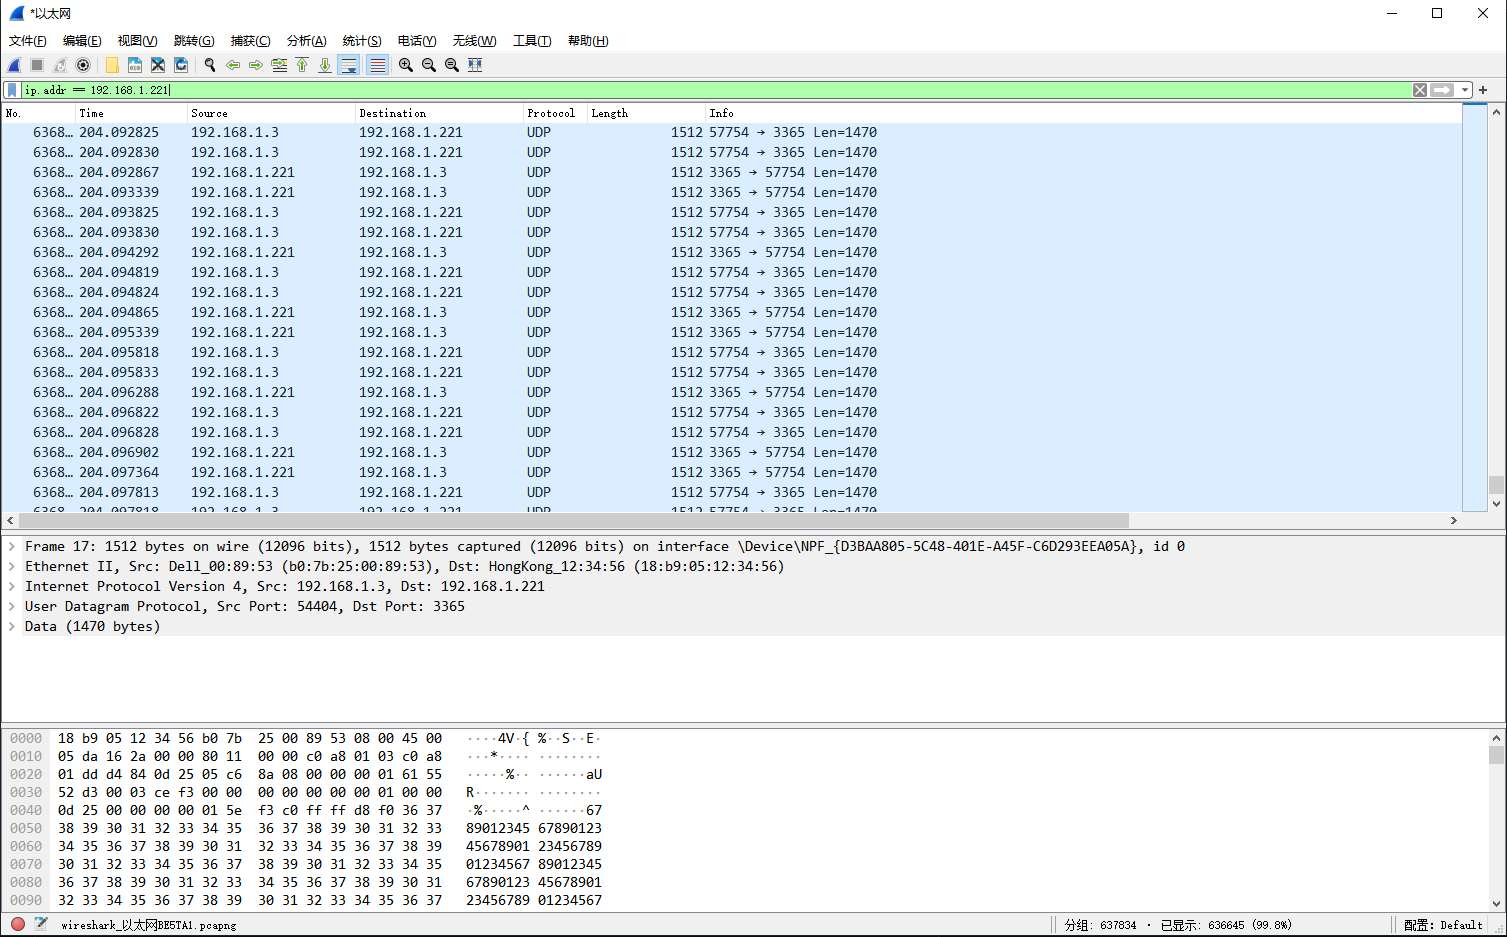 *以太网
文件(F) 编辑(E) 视图(V) 跳转(G) 捕获(C) 分析(A) 统计(S) 电话(Y) 无线(W) 工具(T) 帮助(H)
ip.addr == 192.168.1.221
No. Time Source Destination Protocol Length Info
6368… 204.092825 192.168.1.3 192.168.1.221 UDP 1512 57754 → 3365 Len=1470
6368… 204.092830 192.168.1.3 192.168.1.221 UDP 1512 57754 → 3365 Len=1470
6368… 204.092867 192.168.1.221 192.168.1.3 UDP 1512 3365 → 57754 Len=1470
6368… 204.093339 192.168.1.221 192.168.1.3 UDP 1512 3365 → 57754 Len=1470
6368… 204.093825 192.168.1.3 192.168.1.221 UDP 1512 57754 → 3365 Len=1470
6368… 204.093830 192.168.1.3 192.168.1.221 UDP 1512 57754 → 3365 Len=1470
6368… 204.094292 192.168.1.221 192.168.1.3 UDP 1512 3365 → 57754 Len=1470
6368… 204.094819 192.168.1.3 192.168.1.221 UDP 1512 57754 → 3365 Len=1470
6368… 204.094824 192.168.1.3 192.168.1.221 UDP 1512 57754 → 3365 Len=1470
6368… 204.094865 192.168.1.221 192.168.1.3 UDP 1512 3365 → 57754 Len=1470
6368… 204.095339 192.168.1.221 192.168.1.3 UDP 1512 3365 → 57754 Len=1470
6368… 204.095818 192.168.1.3 192.168.1.221 UDP 1512 57754 → 3365 Len=1470
6368… 204.095833 192.168.1.3 192.168.1.221 UDP 1512 57754 → 3365 Len=1470
6368… 204.096288 192.168.1.221 192.168.1.3 UDP 1512 3365 → 57754 Len=1470
6368… 204.096822 192.168.1.3 192.168.1.221 UDP 1512 57754 → 3365 Len=1470
6368… 204.096828 192.168.1.3 192.168.1.221 UDP 1512 57754 → 3365 Len=1470
6368… 204.096902 192.168.1.221 192.168.1.3 UDP 1512 3365 → 57754 Len=1470
6368… 204.097364 192.168.1.221 192.168.1.3 UDP 1512 3365 → 57754 Len=1470
6368… 204.097813 192.168.1.3 192.168.1.221 UDP 1512 57754 → 3365 Len=1470
6368… 204.097818 192.168.1.3 192.168.1.221 UDP 1512 57754 → 3365 Len=1470
Frame 17: 1512 bytes on wire (12096 bits), 1512 bytes captured (12096 bits) on interface \Device\NPF_{D3BAA805-5C48-401E-A45F-C6D293EEA05A}, id 0
Ethernet II, Src: Dell_00:89:53 (b0:7b:25:00:89:53), Dst: HongKong_12:34:56 (18:b9:05:12:34:56)
Internet Protocol Version 4, Src: 192.168.1.3, Dst: 192.168.1.221
User Datagram Protocol, Src Port: 54404, Dst Port: 3365
Data (1470 bytes)
0000 18 b9 05 12 34 56 b0 7b 25 00 89 53 08 00 45 00 ····4V·{ %··S··E·
0010 05 da 16 2a 00 00 80 11 00 00 c0 a8 01 03 c0 a8 ···*···· ········
0020 01 dd d4 84 0d 25 05 c6 8a 08 00 00 00 01 61 55 ·····%·· ······aU
0030 52 d3 00 03 ce f3 00 00 00 00 00 00 00 01 00 00 R······· ········
0040 0d 25 00 00 00 00 01 5e f3 c0 ff ff d8 f0 36 37 ·%·····^ ······67
0050 38 39 30 31 32 33 34 35 36 37 38 39 30 31 32 33 89012345 67890123
0060 34 35 36 37 38 39 30 31 32 33 34 35 36 37 38 39 45678901 23456789
0070 30 31 32 33 34 35 36 37 38 39 30 31 32 33 34 35 01234567 89012345
0080 36 37 38 39 30 31 32 33 34 35 36 37 38 39 30 31 67890123 45678901
0090 32 33 34 35 36 37 38 39 30 31 32 33 34 35 36 37 23456789 01234567
wireshark_以太网BE5TA1.pcapng 分组: 637834 · 已显示: 636645 (99.8%) 配置: Default